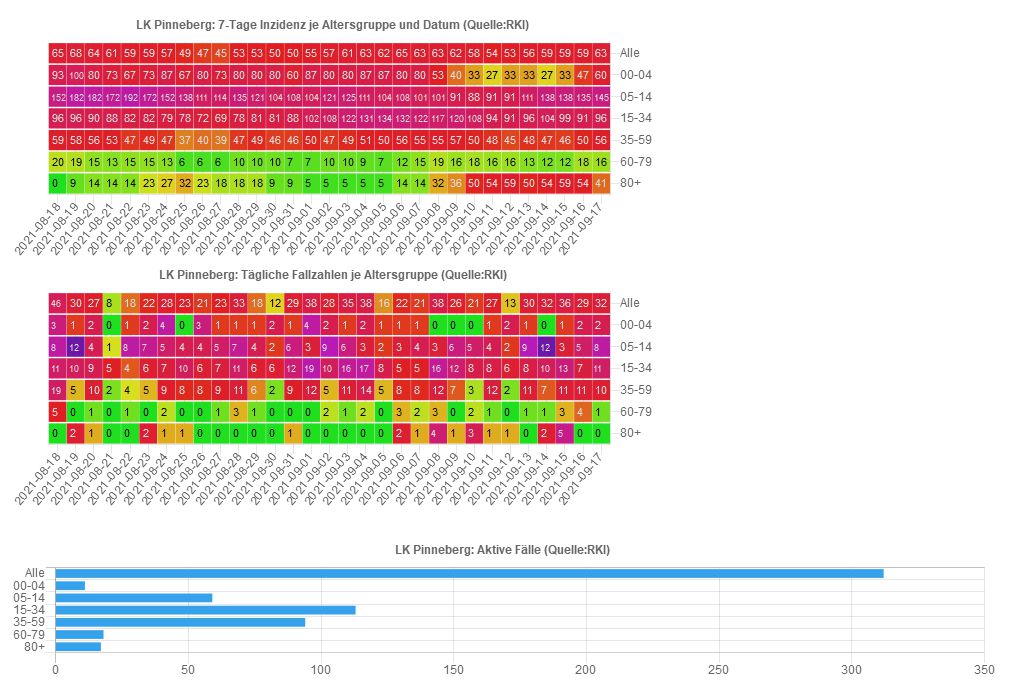 LK Pinneberg: 7-Tage Inzidenz je Altersgruppe und Datum (Quelle:RKI)
65 68 64 61 59 59 57 49 47 45 53 53 50 50 55 57 61 63 62 65 63 63 62 58 54 53 56 59 59 59 63 Alle
93 100 80 73 67 73 87 67 80 73 80 80 80 60 87 80 80 87 87 80 80 53 40 33 27 33 33 27 33 47 60 00-04
152 182 182 172 192 172 152 138 111 114 135 121 104 108 104 121 125 111 104 108 101 101 91 88 91 91 111 138 138 135 145 05-14
96 96 90 88 82 82 79 78 72 69 78 81 81 88 102 108 122 131 134 132 122 117 120 108 94 91 96 104 99 91 96 15-34
59 58 56 53 47 49 47 37 40 39 47 49 46 46 50 47 49 51 50 56 55 55 57 50 48 45 48 47 46 50 56 35-59
20 19 15 13 15 15 13 6 6 6 10 10 10 7 7 10 10 9 7 12 15 19 16 18 16 16 13 12 12 18 16 60-79
0 9 14 14 14 23 27 32 23 18 18 18 9 9 5 5 5 5 5 14 14 32 36 50 54 59 50 54 59 54 41 80+
2021-08-18 2021-08-19 2021-08-20 2021-08-21 2021-08-22 2021-08-23 2021-08-24 2021-08-25 2021-08-26 2021-08-27 2021-08-28 2021-08-29 2021-08-30 2021-08-31 2021-09-01 2021-09-02 2021-09-03 2021-09-04 2021-09-05 2021-09-06 2021-09-07 2021-09-08 2021-09-09 2021-09-10 2021-09-11 2021-09-12 2021-09-13 2021-09-14 2021-09-15 2021-09-16 2021-09-17
LK Pinneberg: Tägliche Fallzahlen je Altersgruppe (Quelle:RKI)
46 30 27 8 18 22 28 23 21 23 33 18 12 29 38 28 35 38 16 22 21 38 26 21 27 13 30 32 36 29 32 Alle
3 1 2 0 1 2 4 0 3 1 1 1 2 1 4 2 1 2 1 1 1 0 0 0 1 2 1 0 1 2 2 00-04
8 12 4 1 8 7 5 4 4 5 7 4 2 6 3 9 6 3 2 3 4 3 6 5 4 2 9 12 3 5 8 05-14
11 10 9 5 4 6 7 10 6 7 11 6 6 12 19 10 16 17 8 5 5 16 12 8 8 6 8 10 13 7 11 15-34
19 5 10 2 4 5 9 8 8 9 11 6 2 9 12 5 11 14 5 8 8 12 7 3 12 2 11 7 11 11 10 35-59
5 0 1 0 1 0 2 0 0 1 3 1 0 0 0 2 1 2 0 3 2 3 0 2 1 0 1 1 3 4 1 60-79
0 2 1 0 0 2 1 1 0 0 0 0 0 1 0 0 0 0 0 2 1 4 1 3 1 1 0 2 5 0 0 80+
2021-08-18 2021-08-19 2021-08-20 2021-08-21 2021-08-22 2021-08-23 2021-08-24 2021-08-25 2021-08-26 2021-08-27 2021-08-28 2021-08-29 2021-08-30 2021-08-31 2021-09-01 2021-09-02 2021-09-03 2021-09-04 2021-09-05 2021-09-06 2021-09-07 2021-09-08 2021-09-09 2021-09-10 2021-09-11 2021-09-12 2021-09-13 2021-09-14 2021-09-15 2021-09-16 2021-09-17
LK Pinneberg: Aktive Fälle (Quelle:RKI)
Alle
00-04
05-14
15-34
35-59
60-79
80+
0 50 100 150 200 250 300 350